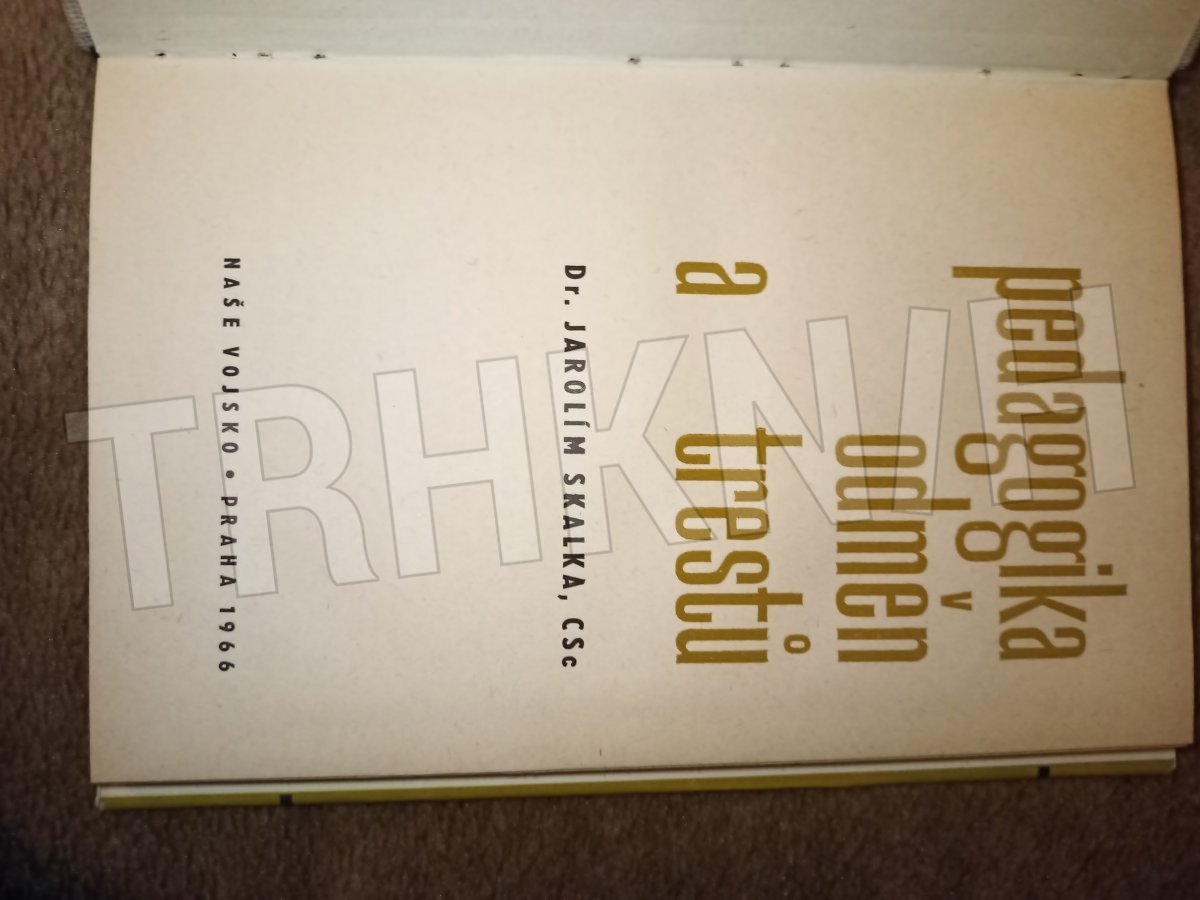 pedagogika
odměn
a trestů
Dr. JAROLÍM SKALKA, CSc
NAŠE VOJSKO • PRAHA 1966
TRHKNIH